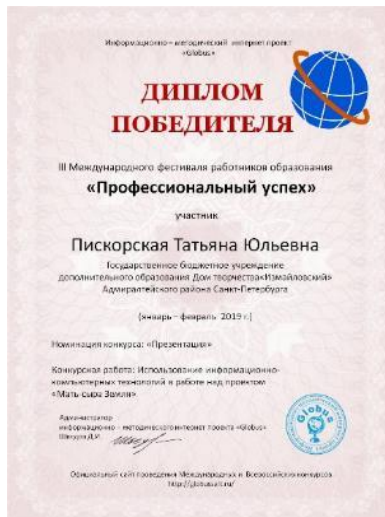 Информационно – методический интернет проект
«Globus»
ДИПЛОМ
ПОБЕДИТЕЛЯ
III Международного фестиваля работников образования
«Профессиональный успех»
участник
Пискорская Татьяна Юльевна
Государственное бюджетное учреждение
дополнительного образования Дом творчества«Измайловский»
Адмиралтейского района Санкт-Петербурга
(январь – февраль 2019 г.)
Номинация конкурса: «Презентация»
Конкурсная работа: Использование информационно-
компьютерных технологий в работе над проектом
«Мать-сыра Земля»
Администратор
информационно – методического интернет проекта «Globus»
Globus
Официальный сайт проведения Международных и Всероссийских конкурсов